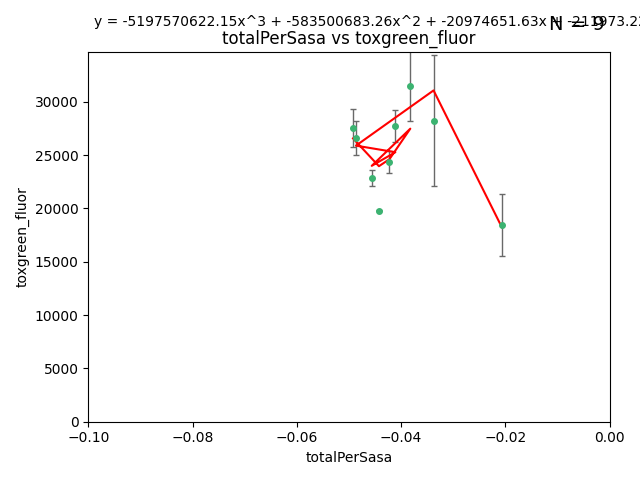 y = -5197570622.15x^3 + -583500683.26x^2 + -20974651.63x + -211973.22
N = 9
totalPerSasa vs toxgreen_fluor
toxgreen_fluor
30000
25000
20000
15000
10000
5000
0
−0.10 −0.08 −0.06 −0.04 −0.02 0.00
totalPerSasa